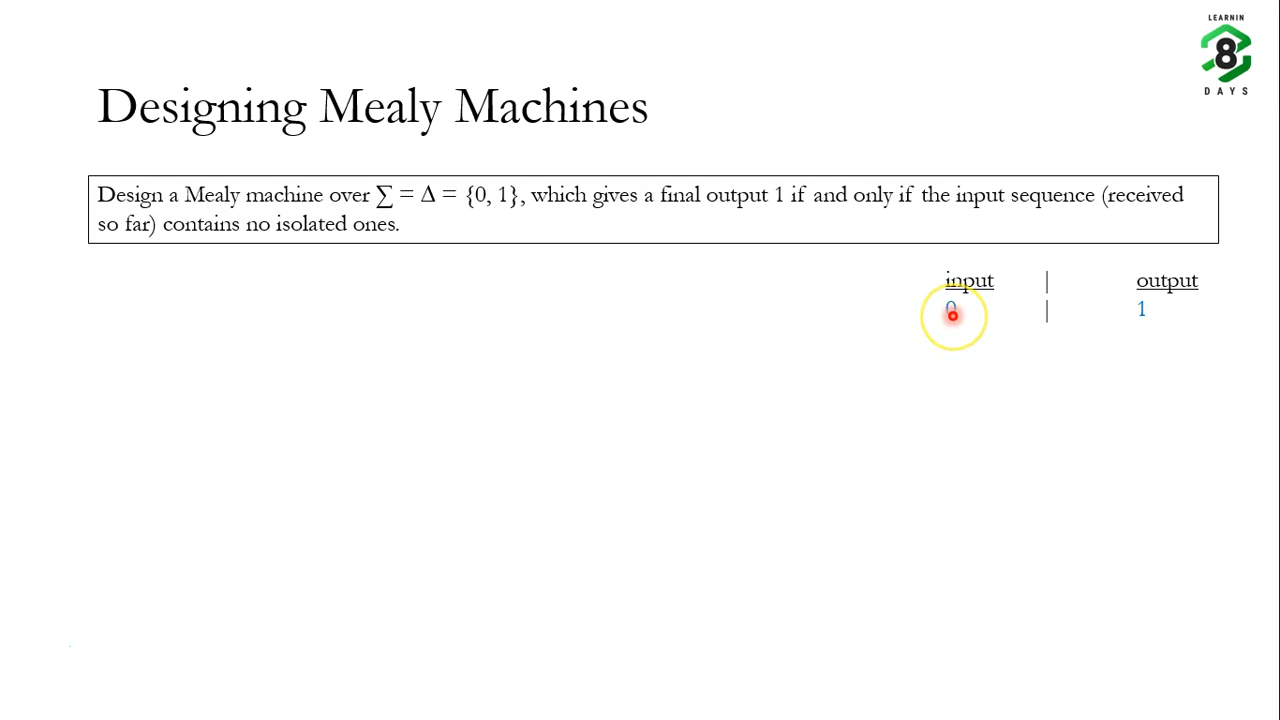 LEARNIN
8
DAYS
Designing Mealy Machines
Design a Mealy machine over ∑ = Δ = {0, 1}, which gives a final output 1 if and only if the input sequence (received
so far) contains no isolated ones.
input | output
0 | 1